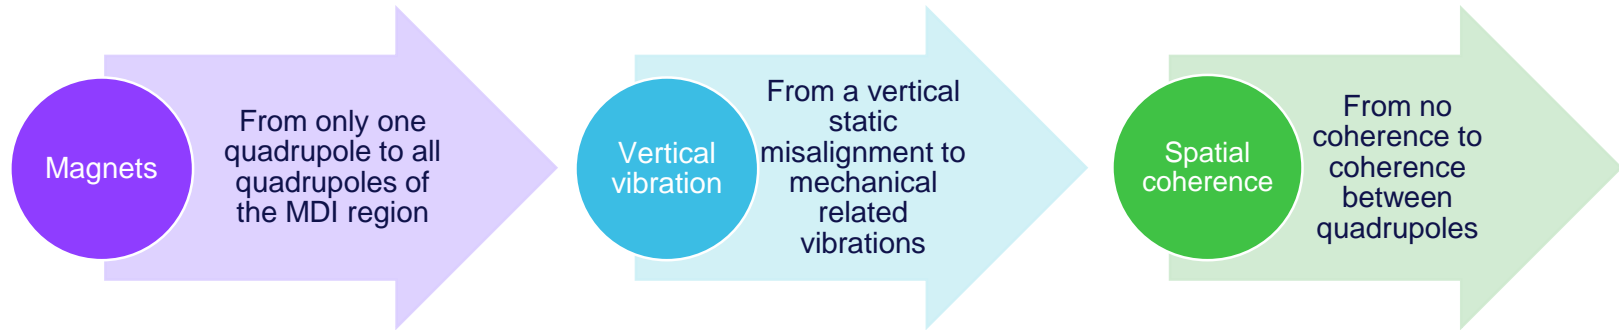 Magnets
From only one
quadrupole to all
quadrupoles of
the MDI region
Vertical
vibration
From a vertical
static
misalignment to
mechanical
related
vibrations
Spatial
coherence
From no
coherence to
coherence
between
quadrupoles